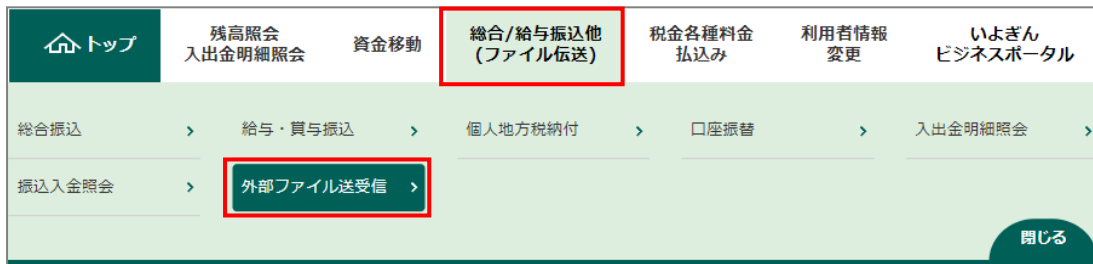 トップ
残高照会
入出金明細照会
資金移動
総合/給与振込他
(ファイル伝送)
税金各種料金
払込み
利用者情報
変更
いよぎん
ビジネスポータル
総合振込
給与・賞与振込
個人地方税納付
口座振替
入出金明細照会
振込入金照会
外部ファイル送受信
閉じる